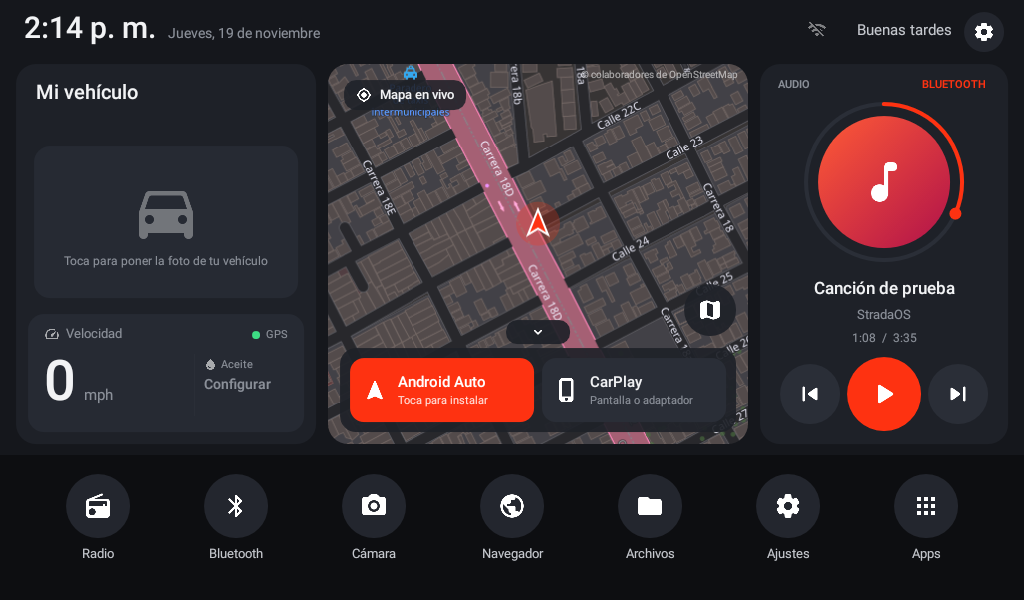 2:14 p. m.
Jueves, 19 de noviembre
Buenas tardes
Mi vehículo
Toca para poner la foto de tu vehículo
Velocidad
GPS
0 mph
Aceite
Configurar
© colaboradores de OpenStreetMap
Mapa en vivo
intermunicipales
Calle 22C
Calle 23
Carrera 18D
Carrera 18E
Carrera 18
Calle 24
Carrera 18D
Android Auto
Toca para instalar
CarPlay
Pantalla o adaptador
AUDIO
BLUETOOTH
Canción de prueba
StradaOS
1:08 / 3:35
Radio
Bluetooth
Cámara
Navegador
Archivos
Ajustes
Apps